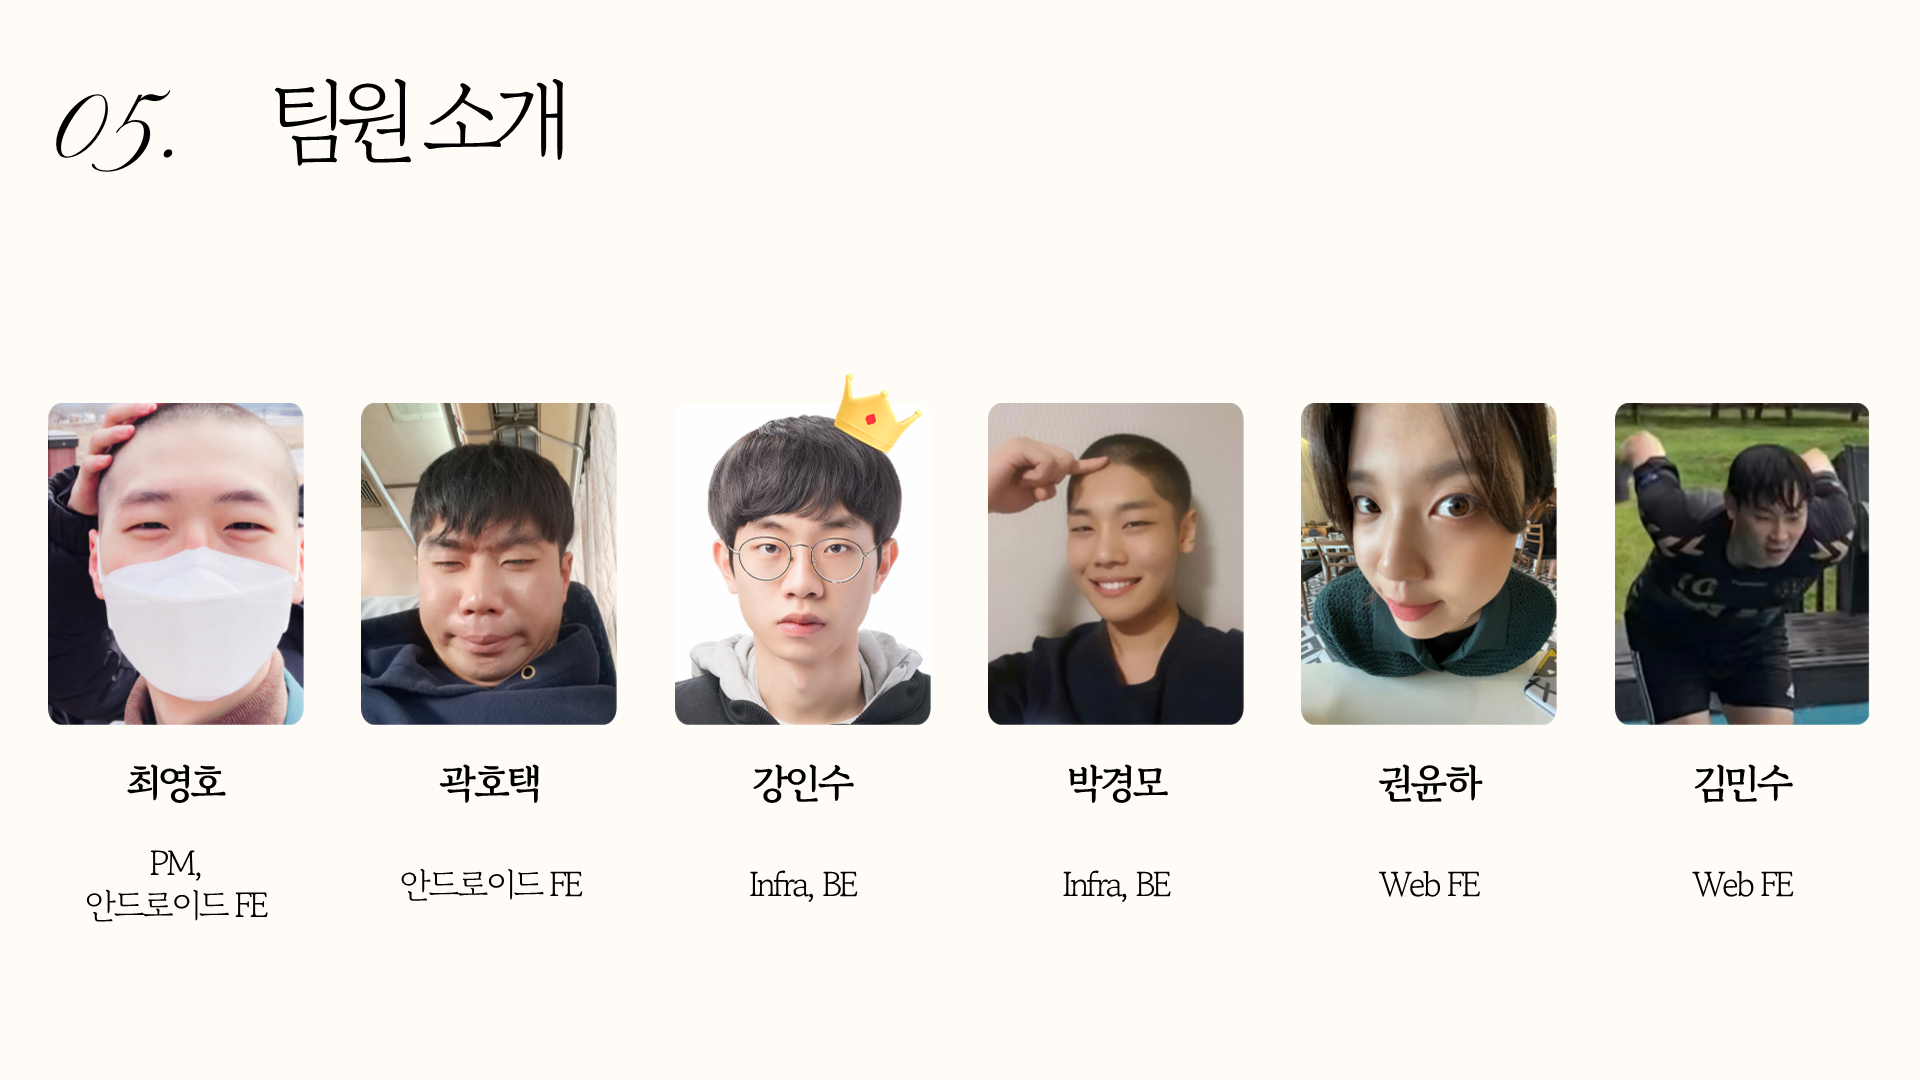 05. 팀원 소개
최영호
PM,
안드로이드 FE
곽호택
안드로이드 FE
강인수
Infra, BE
박경모
Infra, BE
권윤하
Web FE
김민수
Web FE